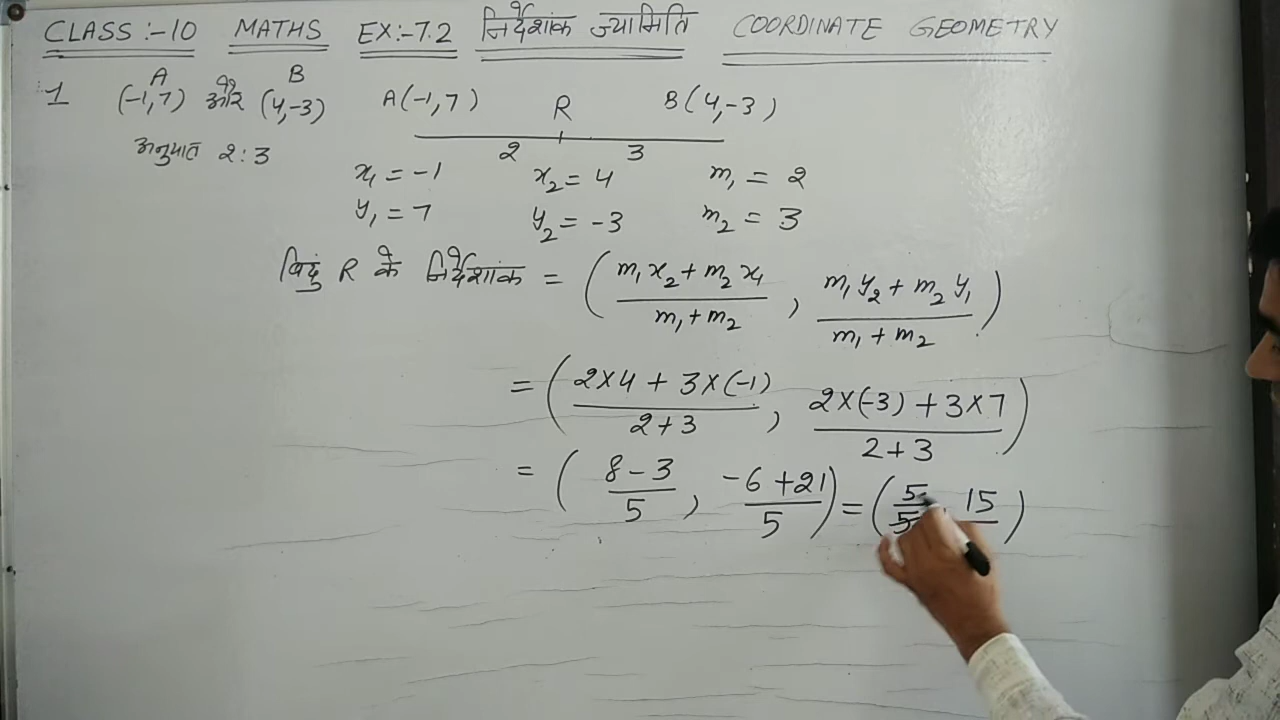 CLASS :- 10 MATHS EX:- 7.2 निर्देशांक ज्यामिति COORDINATE GEOMETRY
1 A B
(-1,7) और (4,-3) A(-1,7) R B(4,-3)
अनुपात 2:3 2 3
x₁ = -1 x₂ = 4 m₁ = 2
y₁ = 7 y₂ = -3 m₂ = 3
बिंदु R के निर्देशांक = ( (m₁x₂ + m₂x₁)/(m₁ + m₂) , (m₁y₂ + m₂y₁)/(m₁ + m₂) )
= ( (2×4 + 3×(-1))/(2+3) , (2×(-3) + 3×7)/(2+3) )
= ( (8-3)/5 , (-6+21)/5 ) = ( 5/5 , 15 )